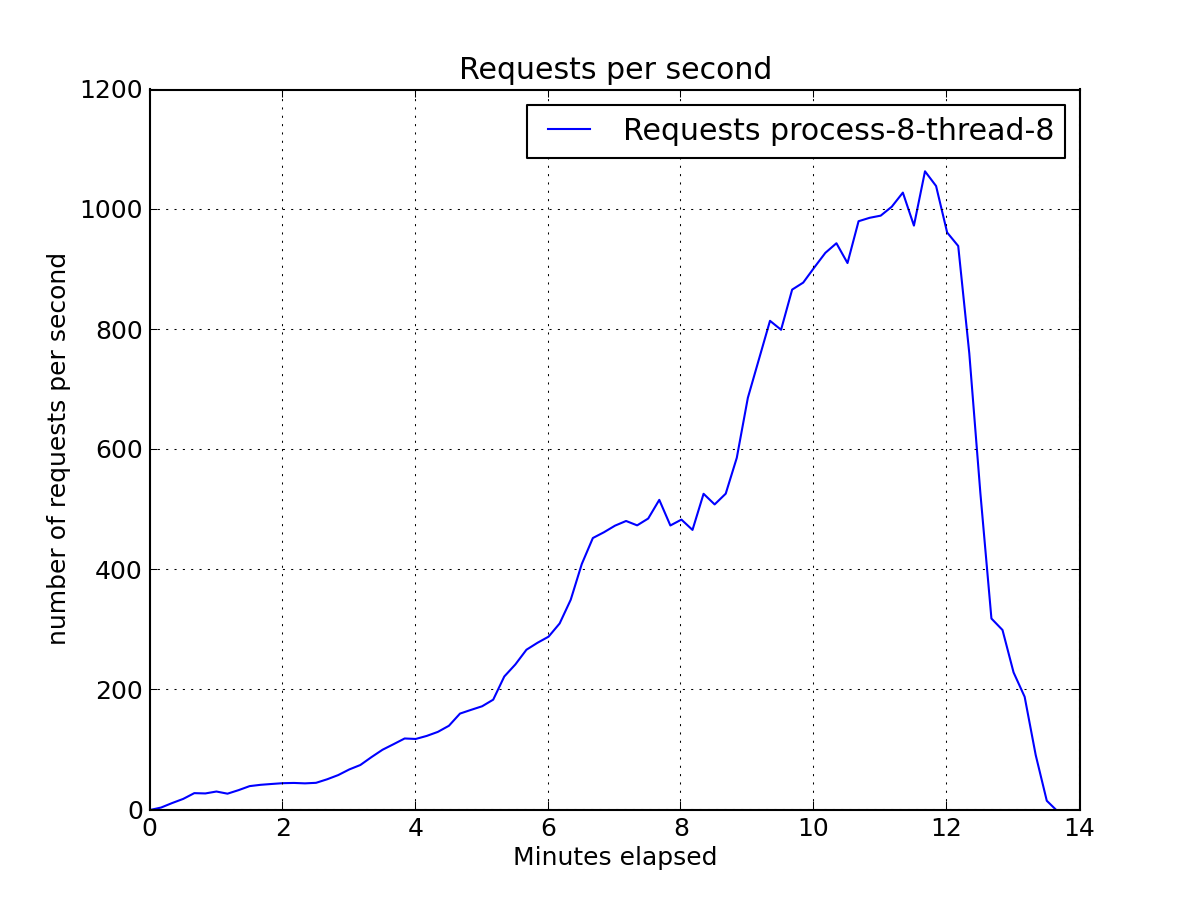 Requests per second
Requests process-8-thread-8
number of requests per second
1200
1000
800
600
400
200
0
0 2 4 6 8 10 12 14
Minutes elapsed